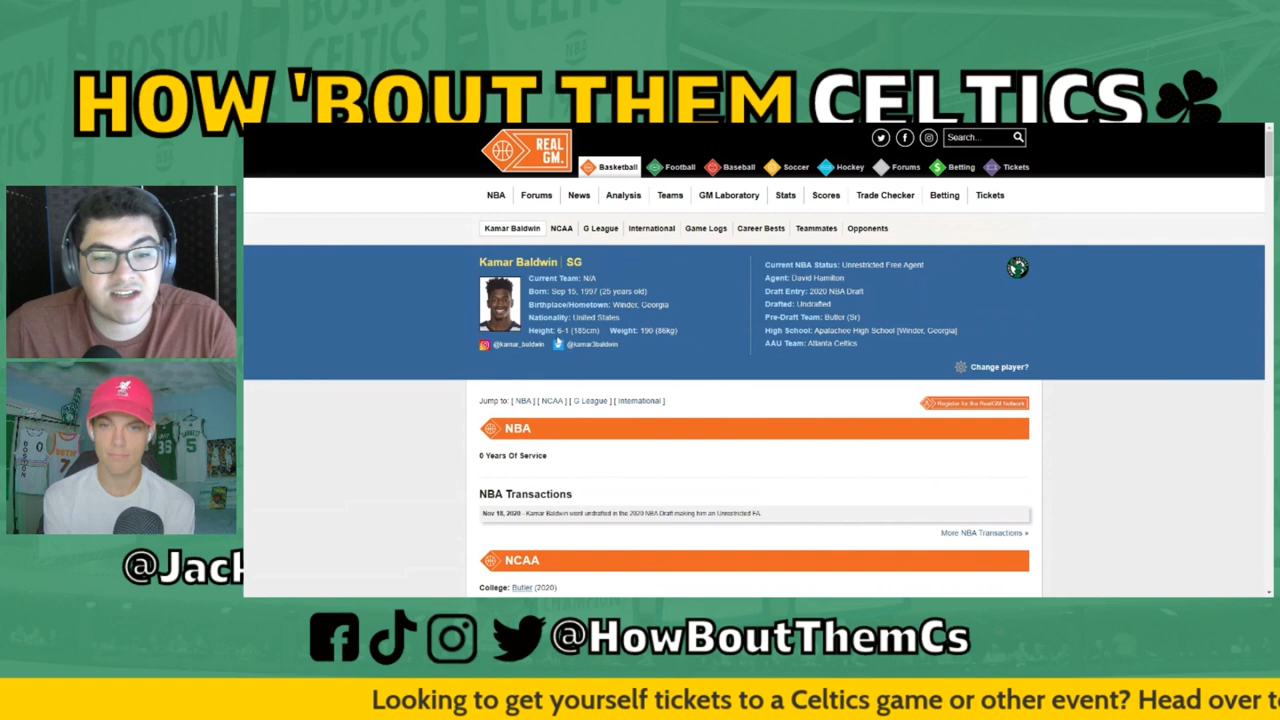 HOW 'BOUT THEM CELTICS
REAL GM.
Search...
Basketball Football Baseball Soccer Hockey Forums Betting Tickets
NBA Forums News Analysis Teams GM Laboratory Stats Scores Trade Checker Betting Tickets
Kamar Baldwin NCAA G League International Game Logs Career Bests Teammates Opponents
Kamar Baldwin | SG
Current Team: N/A
Born: Sep 15, 1997 (25 years old)
Birthplace/Hometown: Winder, Georgia
Nationality: United States
Height: 6-1 (185cm) Weight: 190 (86kg)
@kamar_baldwin @kamar3baldwin
Current NBA Status: Unrestricted Free Agent
Agent: David Hamilton
Draft Entry: 2020 NBA Draft
Drafted: Undrafted
Pre-Draft Team: Butler (Sr)
High School: Apalachee High School [Winder, Georgia]
AAU Team: Atlanta Celtics
Change player?
Jump to: [ NBA ] [ NCAA ] [ G League ] [ International ]
Register for the RealGM Network
NBA
0 Years Of Service
NBA Transactions
Nov 18, 2020 - Kamar Baldwin went undrafted in the 2020 NBA Draft making him an Unrestricted FA.
More NBA Transactions »
NCAA
College: Butler (2020)
@Jack
@HowBoutThemCs
Looking to get yourself tickets to a Celtics game or other event? Head over t